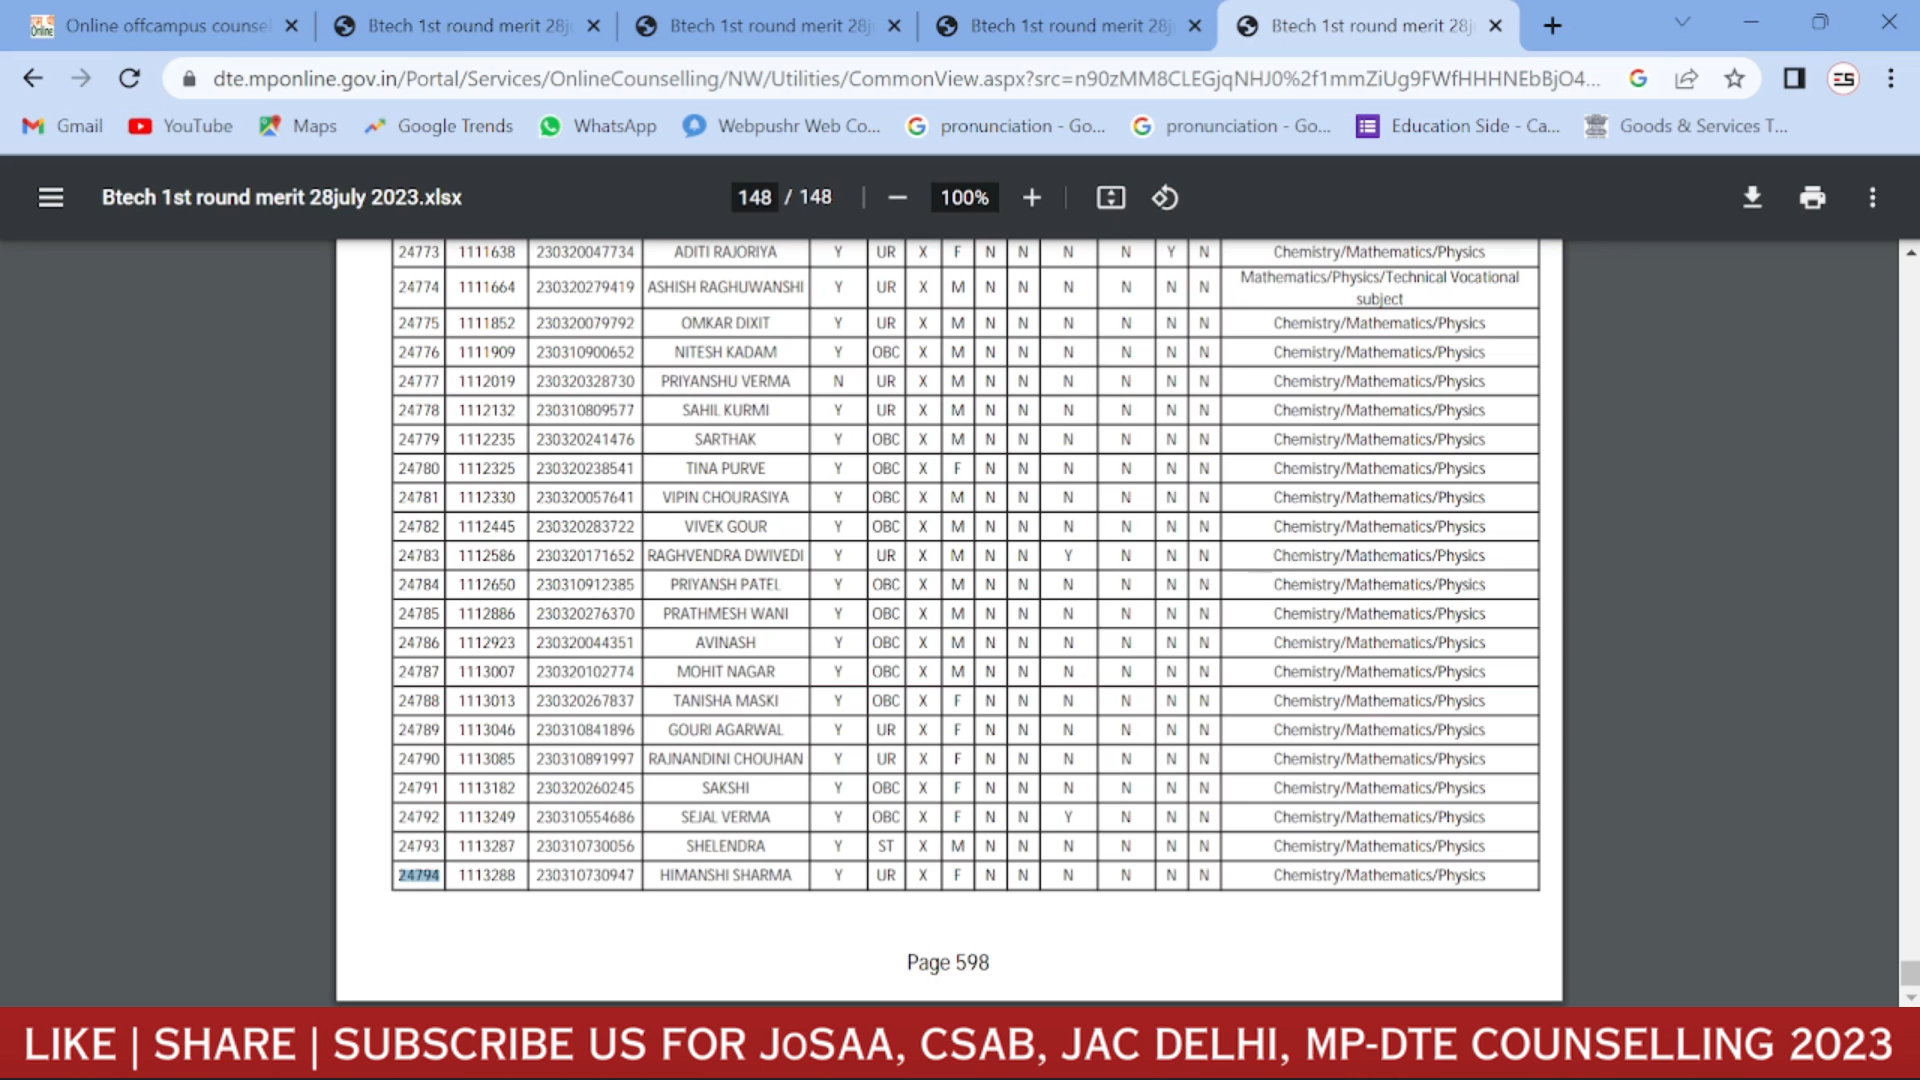 Online offcampus counse
Btech 1st round merit 28ju
Btech 1st round merit 28ju
Btech 1st round merit 28ju
Btech 1st round merit 28ju
dte.mponline.gov.in/Portal/Services/OnlineCounselling/NW/Utilities/CommonView.aspx?src=n90zMM8CLEGjqNHJ0%2f1mmZiUg9FWfHHHNEbBjO4...
Gmail YouTube Maps Google Trends WhatsApp Webpushr Web Co... pronunciation - Go... pronunciation - Go... Education Side - Ca... Goods & Services T...
Btech 1st round merit 28july 2023.xlsx 148 / 148 100%
24773 1111638 230320047734 ADITI RAJORIYA Y UR X F N N N N Y N Chemistry/Mathematics/Physics
24774 1111664 230320279419 ASHISH RAGHUWANSHI Y UR X M N N N N N N Mathematics/Physics/Technical Vocational subject
24775 1111852 230320079792 OMKAR DIXIT Y UR X M N N N N N N Chemistry/Mathematics/Physics
24776 1111909 230310900652 NITESH KADAM Y OBC X M N N N N N N Chemistry/Mathematics/Physics
24777 1112019 230320328730 PRIYANSHU VERMA N UR X M N N N N N N Chemistry/Mathematics/Physics
24778 1112132 230310809577 SAHIL KURMI Y UR X M N N N N N N Chemistry/Mathematics/Physics
24779 1112235 230320241476 SARTHAK Y OBC X M N N N N N N Chemistry/Mathematics/Physics
24780 1112325 230320238541 TINA PURVE Y OBC X F N N N N N N Chemistry/Mathematics/Physics
24781 1112330 230320057641 VIPIN CHOURASIYA Y OBC X M N N N N N N Chemistry/Mathematics/Physics
24782 1112445 230320283722 VIVEK GOUR Y OBC X M N N N N N N Chemistry/Mathematics/Physics
24783 1112586 230320171652 RAGHVENDRA DWIVEDI Y UR X M N N Y N N N Chemistry/Mathematics/Physics
24784 1112650 230310912385 PRIYANSH PATEL Y OBC X M N N N N N N Chemistry/Mathematics/Physics
24785 1112886 230320276370 PRATHMESH WANI Y OBC X M N N N N N N Chemistry/Mathematics/Physics
24786 1112923 230320044351 AVINASH Y OBC X M N N N N N N Chemistry/Mathematics/Physics
24787 1113007 230320102774 MOHIT NAGAR Y OBC X M N N N N N N Chemistry/Mathematics/Physics
24788 1113013 230320267837 TANISHA MASKI Y OBC X F N N N N N N Chemistry/Mathematics/Physics
24789 1113046 230310841896 GOURI AGARWAL Y UR X F N N N N N N Chemistry/Mathematics/Physics
24790 1113085 230310891997 RAJNANDINI CHOUHAN Y UR X F N N N N N N Chemistry/Mathematics/Physics
24791 1113182 230320260245 SAKSHI Y OBC X F N N N N N N Chemistry/Mathematics/Physics
24792 1113249 230310554686 SEJAL VERMA Y OBC X F N N Y N N N Chemistry/Mathematics/Physics
24793 1113287 230310730056 SHELENDRA Y ST X M N N N N N N Chemistry/Mathematics/Physics
24794 1113288 230310730947 HIMANSHI SHARMA Y UR X F N N N N N N Chemistry/Mathematics/Physics
Page 598
LIKE | SHARE | SUBSCRIBE US FOR JoSAA, CSAB, JAC DELHI, MP-DTE COUNSELLING 2023